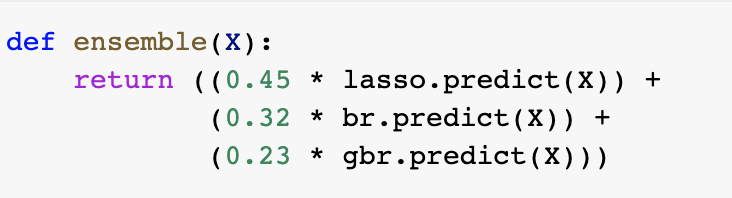 def ensemble(X):
    return ((0.45 * lasso.predict(X)) +
            (0.32 * br.predict(X)) +
            (0.23 * gbr.predict(X)))